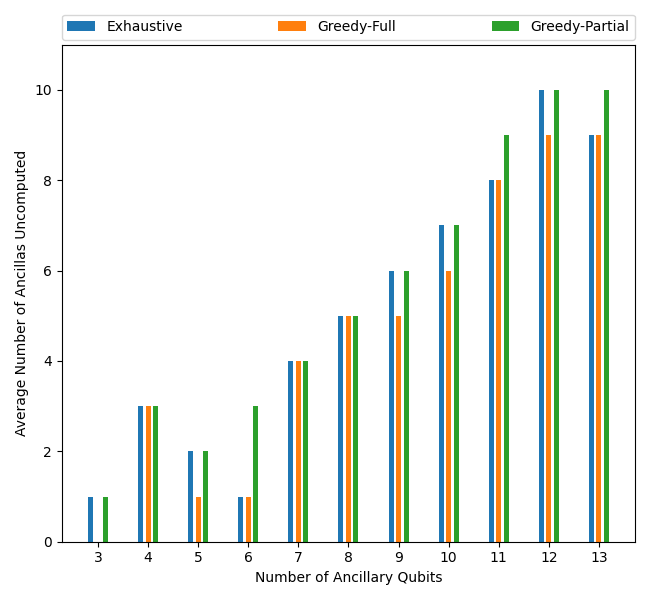 Exhaustive Greedy-Full Greedy-Partial
Average Number of Ancillas Uncomputed
10
8
6
4
2
0
3 4 5 6 7 8 9 10 11 12 13
Number of Ancillary Qubits